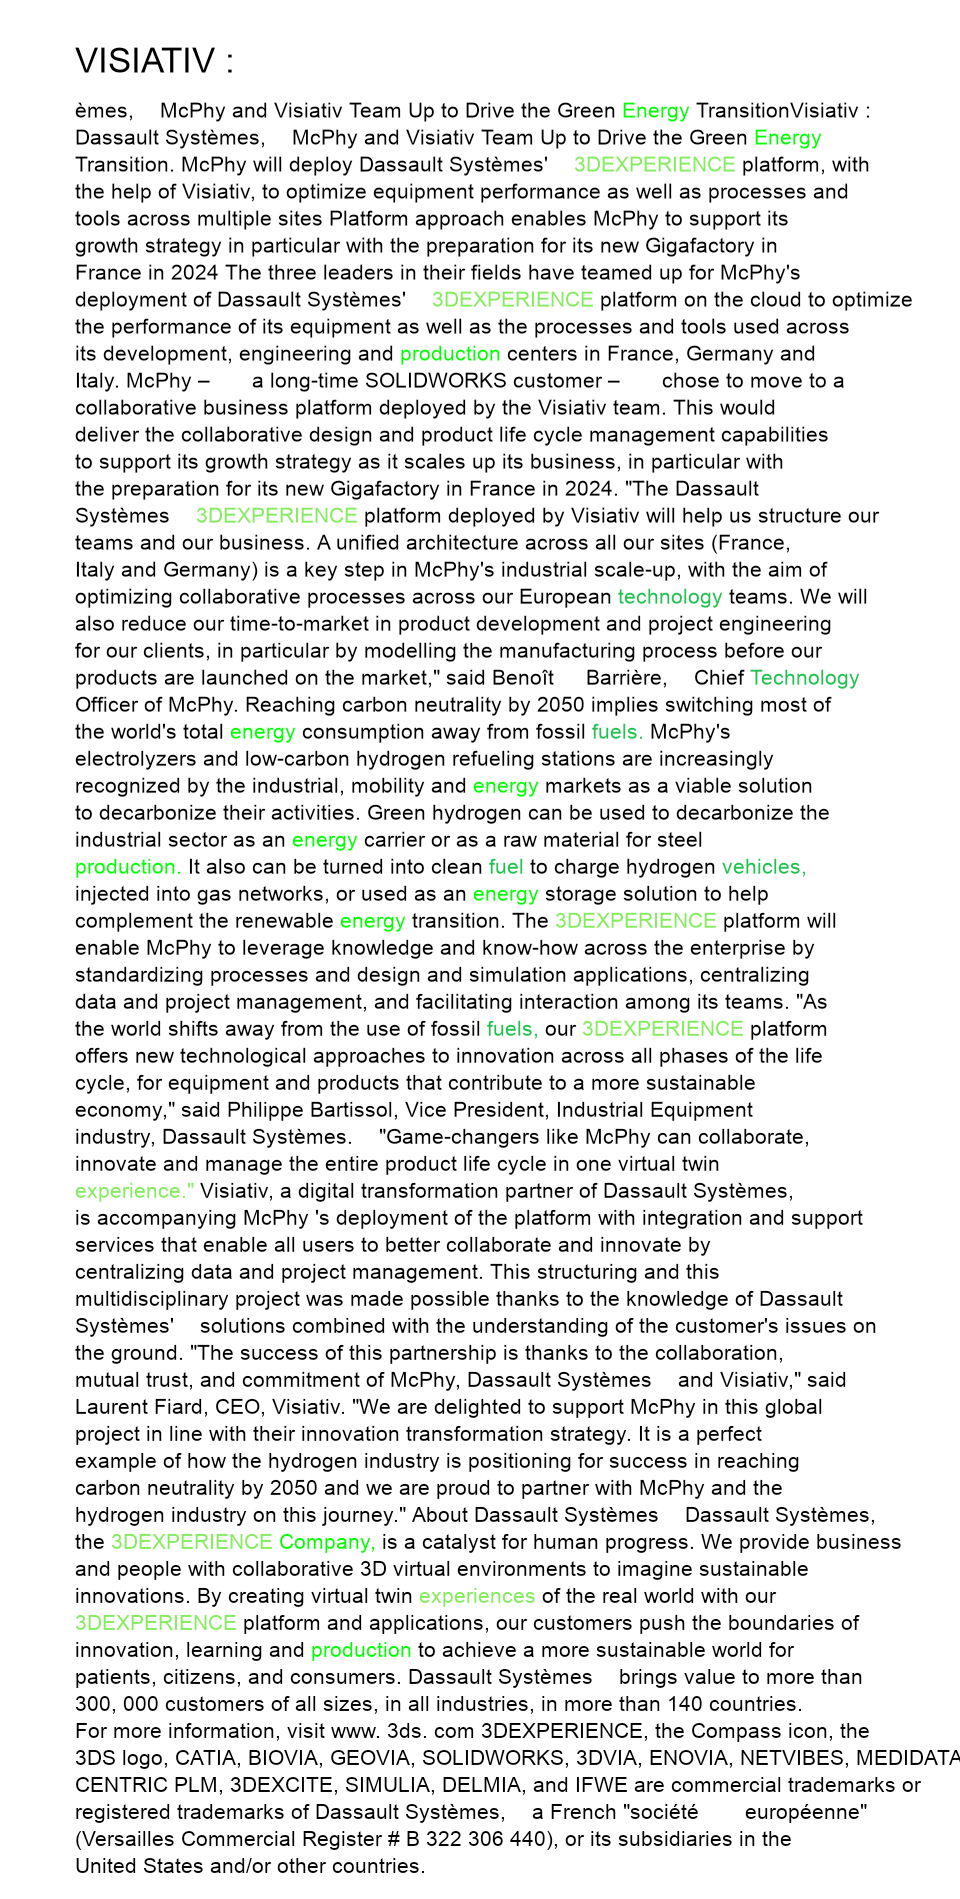 VISIATIV :
èmes, McPhy and Visiativ Team Up to Drive the Green Energy TransitionVisiativ :
Dassault Systèmes, McPhy and Visiativ Team Up to Drive the Green Energy
Transition. McPhy will deploy Dassault Systèmes' 3DEXPERIENCE platform, with
the help of Visiativ, to optimize equipment performance as well as processes and
tools across multiple sites Platform approach enables McPhy to support its
growth strategy in particular with the preparation for its new Gigafactory in
France in 2024 The three leaders in their fields have teamed up for McPhy's
deployment of Dassault Systèmes' 3DEXPERIENCE platform on the cloud to optimize
the performance of its equipment as well as the processes and tools used across
its development, engineering and production centers in France, Germany and
Italy. McPhy – a long-time SOLIDWORKS customer – chose to move to a
collaborative business platform deployed by the Visiativ team. This would
deliver the collaborative design and product life cycle management capabilities
to support its growth strategy as it scales up its business, in particular with
the preparation for its new Gigafactory in France in 2024. "The Dassault
Systèmes 3DEXPERIENCE platform deployed by Visiativ will help us structure our
teams and our business. A unified architecture across all our sites (France,
Italy and Germany) is a key step in McPhy's industrial scale-up, with the aim of
optimizing collaborative processes across our European technology teams. We will
also reduce our time-to-market in product development and project engineering
for our clients, in particular by modelling the manufacturing process before our
products are launched on the market," said Benoît Barrière, Chief Technology
Officer of McPhy. Reaching carbon neutrality by 2050 implies switching most of
the world's total energy consumption away from fossil fuels. McPhy's
electrolyzers and low-carbon hydrogen refueling stations are increasingly
recognized by the industrial, mobility and energy markets as a viable solution
to decarbonize their activities. Green hydrogen can be used to decarbonize the
industrial sector as an energy carrier or as a raw material for steel
production. It also can be turned into clean fuel to charge hydrogen vehicles,
injected into gas networks, or used as an energy storage solution to help
complement the renewable energy transition. The 3DEXPERIENCE platform will
enable McPhy to leverage knowledge and know-how across the enterprise by
standardizing processes and design and simulation applications, centralizing
data and project management, and facilitating interaction among its teams. "As
the world shifts away from the use of fossil fuels, our 3DEXPERIENCE platform
offers new technological approaches to innovation across all phases of the life
cycle, for equipment and products that contribute to a more sustainable
economy," said Philippe Bartissol, Vice President, Industrial Equipment
industry, Dassault Systèmes. "Game-changers like McPhy can collaborate,
innovate and manage the entire product life cycle in one virtual twin
experience." Visiativ, a digital transformation partner of Dassault Systèmes,
is accompanying McPhy 's deployment of the platform with integration and support
services that enable all users to better collaborate and innovate by
centralizing data and project management. This structuring and this
multidisciplinary project was made possible thanks to the knowledge of Dassault
Systèmes' solutions combined with the understanding of the customer's issues on
the ground. "The success of this partnership is thanks to the collaboration,
mutual trust, and commitment of McPhy, Dassault Systèmes and Visiativ," said
Laurent Fiard, CEO, Visiativ. "We are delighted to support McPhy in this global
project in line with their innovation transformation strategy. It is a perfect
example of how the hydrogen industry is positioning for success in reaching
carbon neutrality by 2050 and we are proud to partner with McPhy and the
hydrogen industry on this journey." About Dassault Systèmes Dassault Systèmes,
the 3DEXPERIENCE Company, is a catalyst for human progress. We provide business
and people with collaborative 3D virtual environments to imagine sustainable
innovations. By creating virtual twin experiences of the real world with our
3DEXPERIENCE platform and applications, our customers push the boundaries of
innovation, learning and production to achieve a more sustainable world for
patients, citizens, and consumers. Dassault Systèmes brings value to more than
300, 000 customers of all sizes, in all industries, in more than 140 countries.
For more information, visit www. 3ds. com 3DEXPERIENCE, the Compass icon, the
3DS logo, CATIA, BIOVIA, GEOVIA, SOLIDWORKS, 3DVIA, ENOVIA, NETVIBES, MEDIDATA
CENTRIC PLM, 3DEXCITE, SIMULIA, DELMIA, and IFWE are commercial trademarks or
registered trademarks of Dassault Systèmes, a French "société européenne"
(Versailles Commercial Register # B 322 306 440), or its subsidiaries in the
United States and/or other countries.